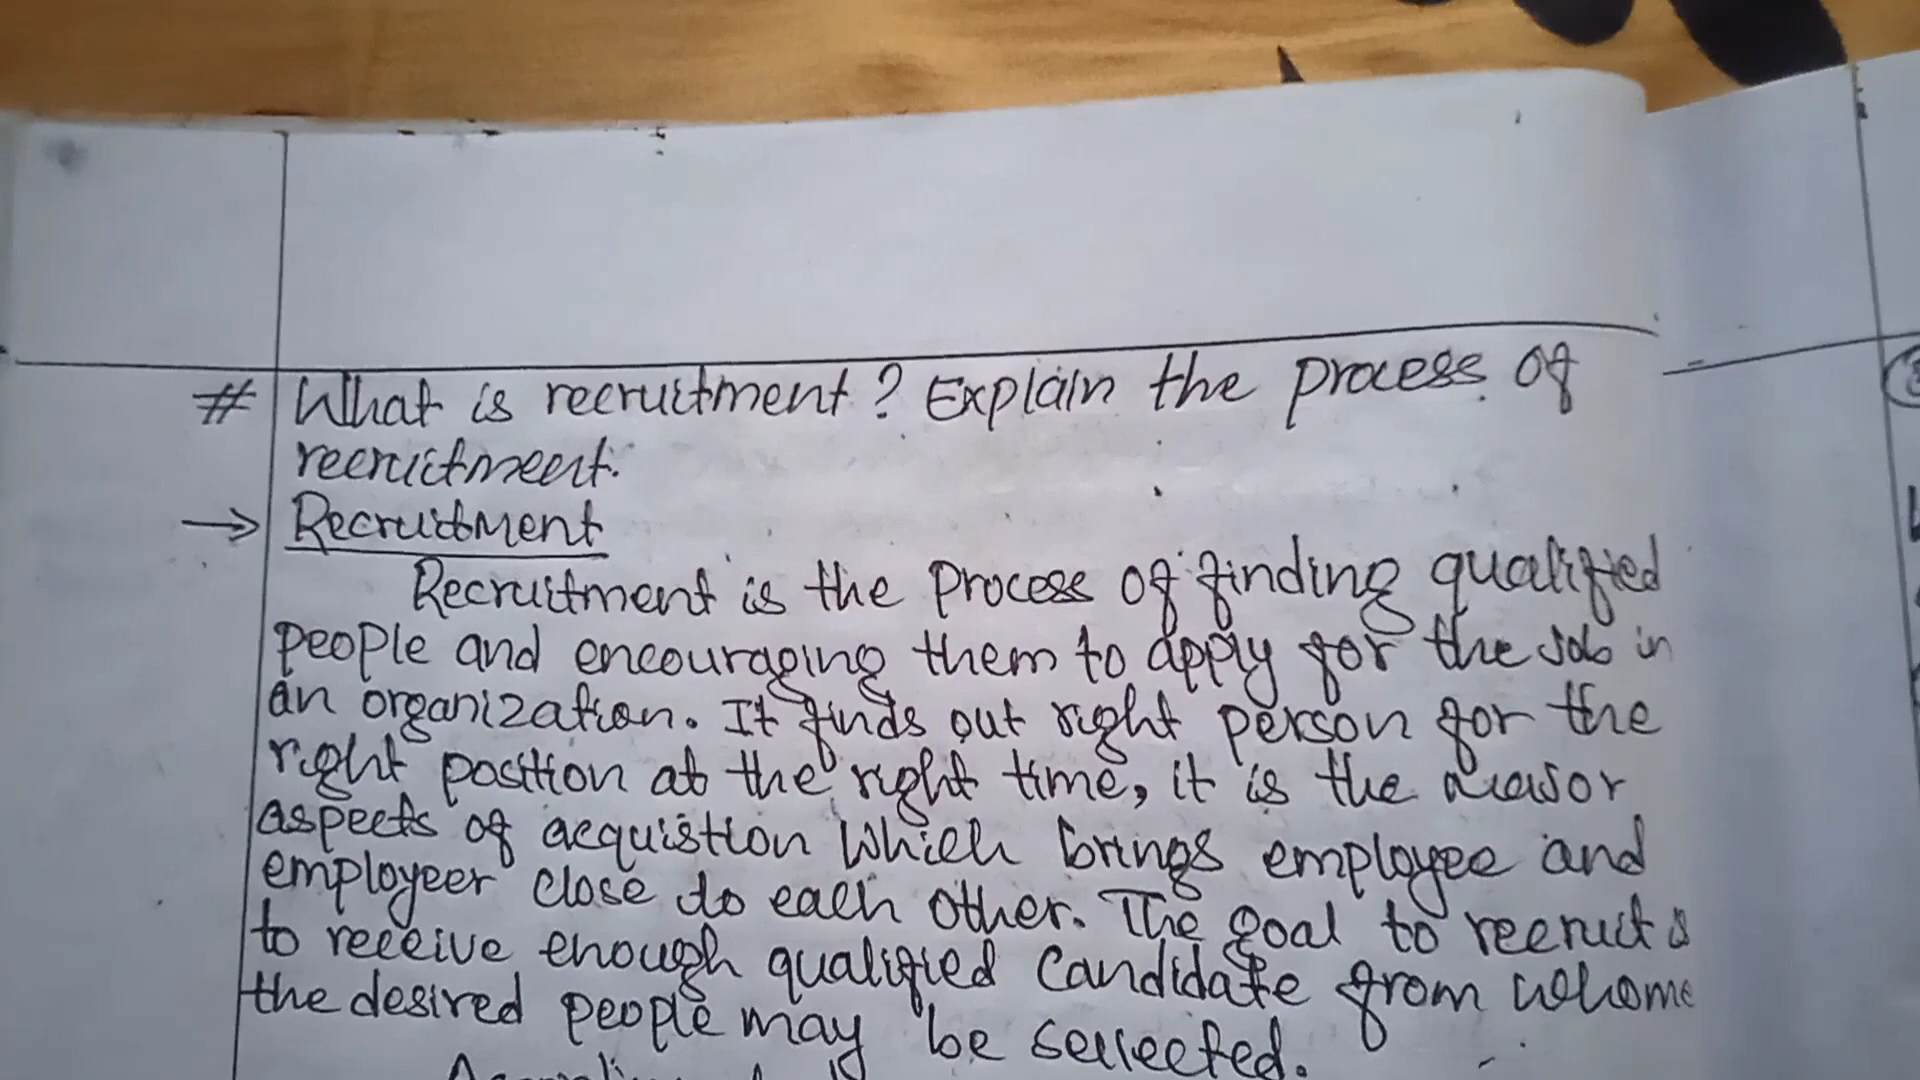 # What is recruitment? Explain the process of
recruitment.
→ Recruitment
Recruitment is the process of finding qualified
people and encouraging them to apply for the Job in
an organization. It finds out right person for the
right position at the right time, it is the major
aspects of acquistion which brings employee and
employeer close to each other. The goal to recruit is
to receive enough qualified candidate from whome
the desired people may be selected.